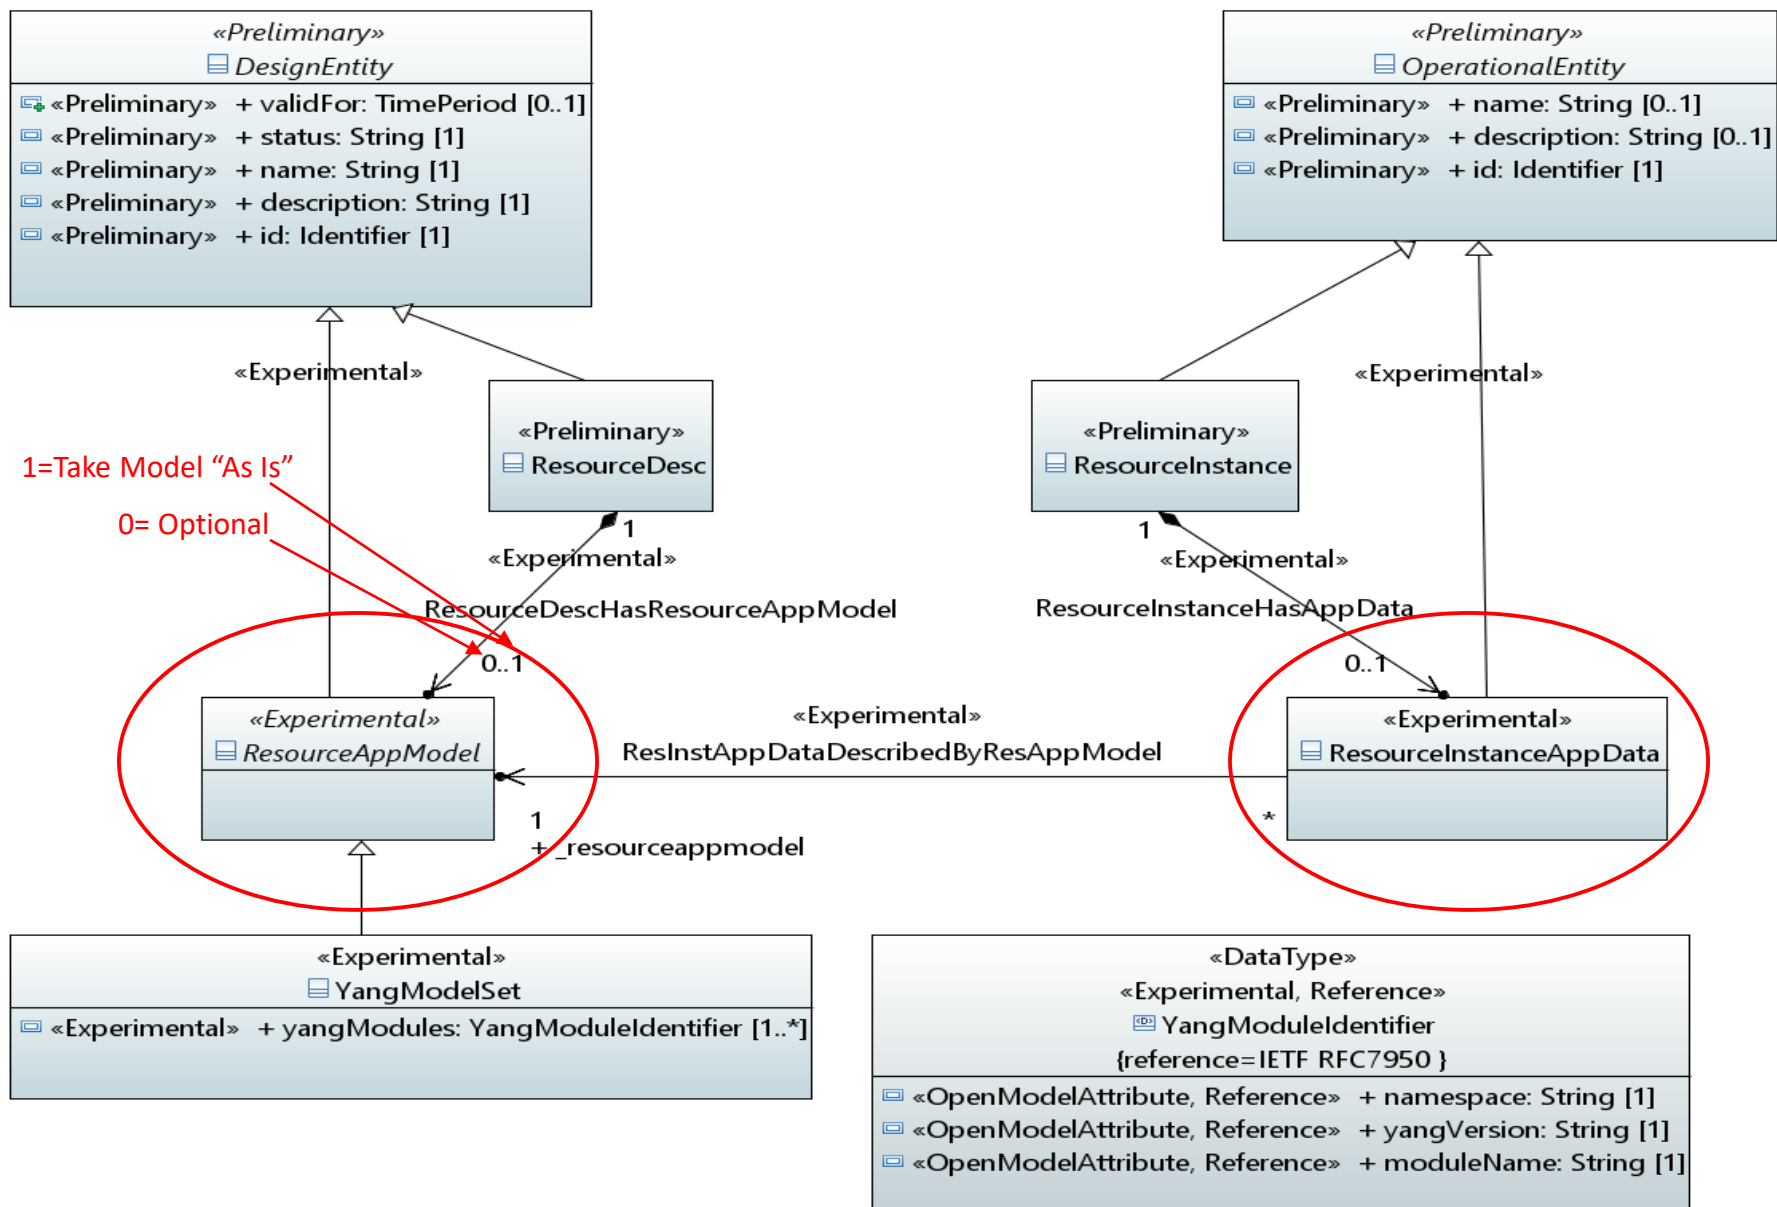 «Preliminary»
DesignEntity
«Preliminary» + validFor: TimePeriod [0..1]
«Preliminary» + status: String [1]
«Preliminary» + name: String [1]
«Preliminary» + description: String [1]
«Preliminary» + id: Identifier [1]
«Preliminary»
OperationalEntity
«Preliminary» + name: String [0..1]
«Preliminary» + description: String [0..1]
«Preliminary» + id: Identifier [1]
«Experimental»
«Experimental»
«Preliminary»
ResourceDesc
«Preliminary»
ResourceInstance
1=Take Model “As Is”
0= Optional
1
«Experimental»
ResourceDescHasResourceAppModel
0..1
1
«Experimental»
ResourceInstanceHasAppData
0..1
«Experimental»
ResourceAppModel
«Experimental»
ResInstAppDataDescribedByResAppModel
1
+ _resourceappmodel
*
«Experimental»
ResourceInstanceAppData
«Experimental»
YangModelSet
«Experimental» + yangModules: YangModuleIdentifier [1..*]
«DataType»
«Experimental, Reference»
YangModuleIdentifier
{reference=IETF RFC7950 }
«OpenModelAttribute, Reference» + namespace: String [1]
«OpenModelAttribute, Reference» + yangVersion: String [1]
«OpenModelAttribute, Reference» + moduleName: String [1]